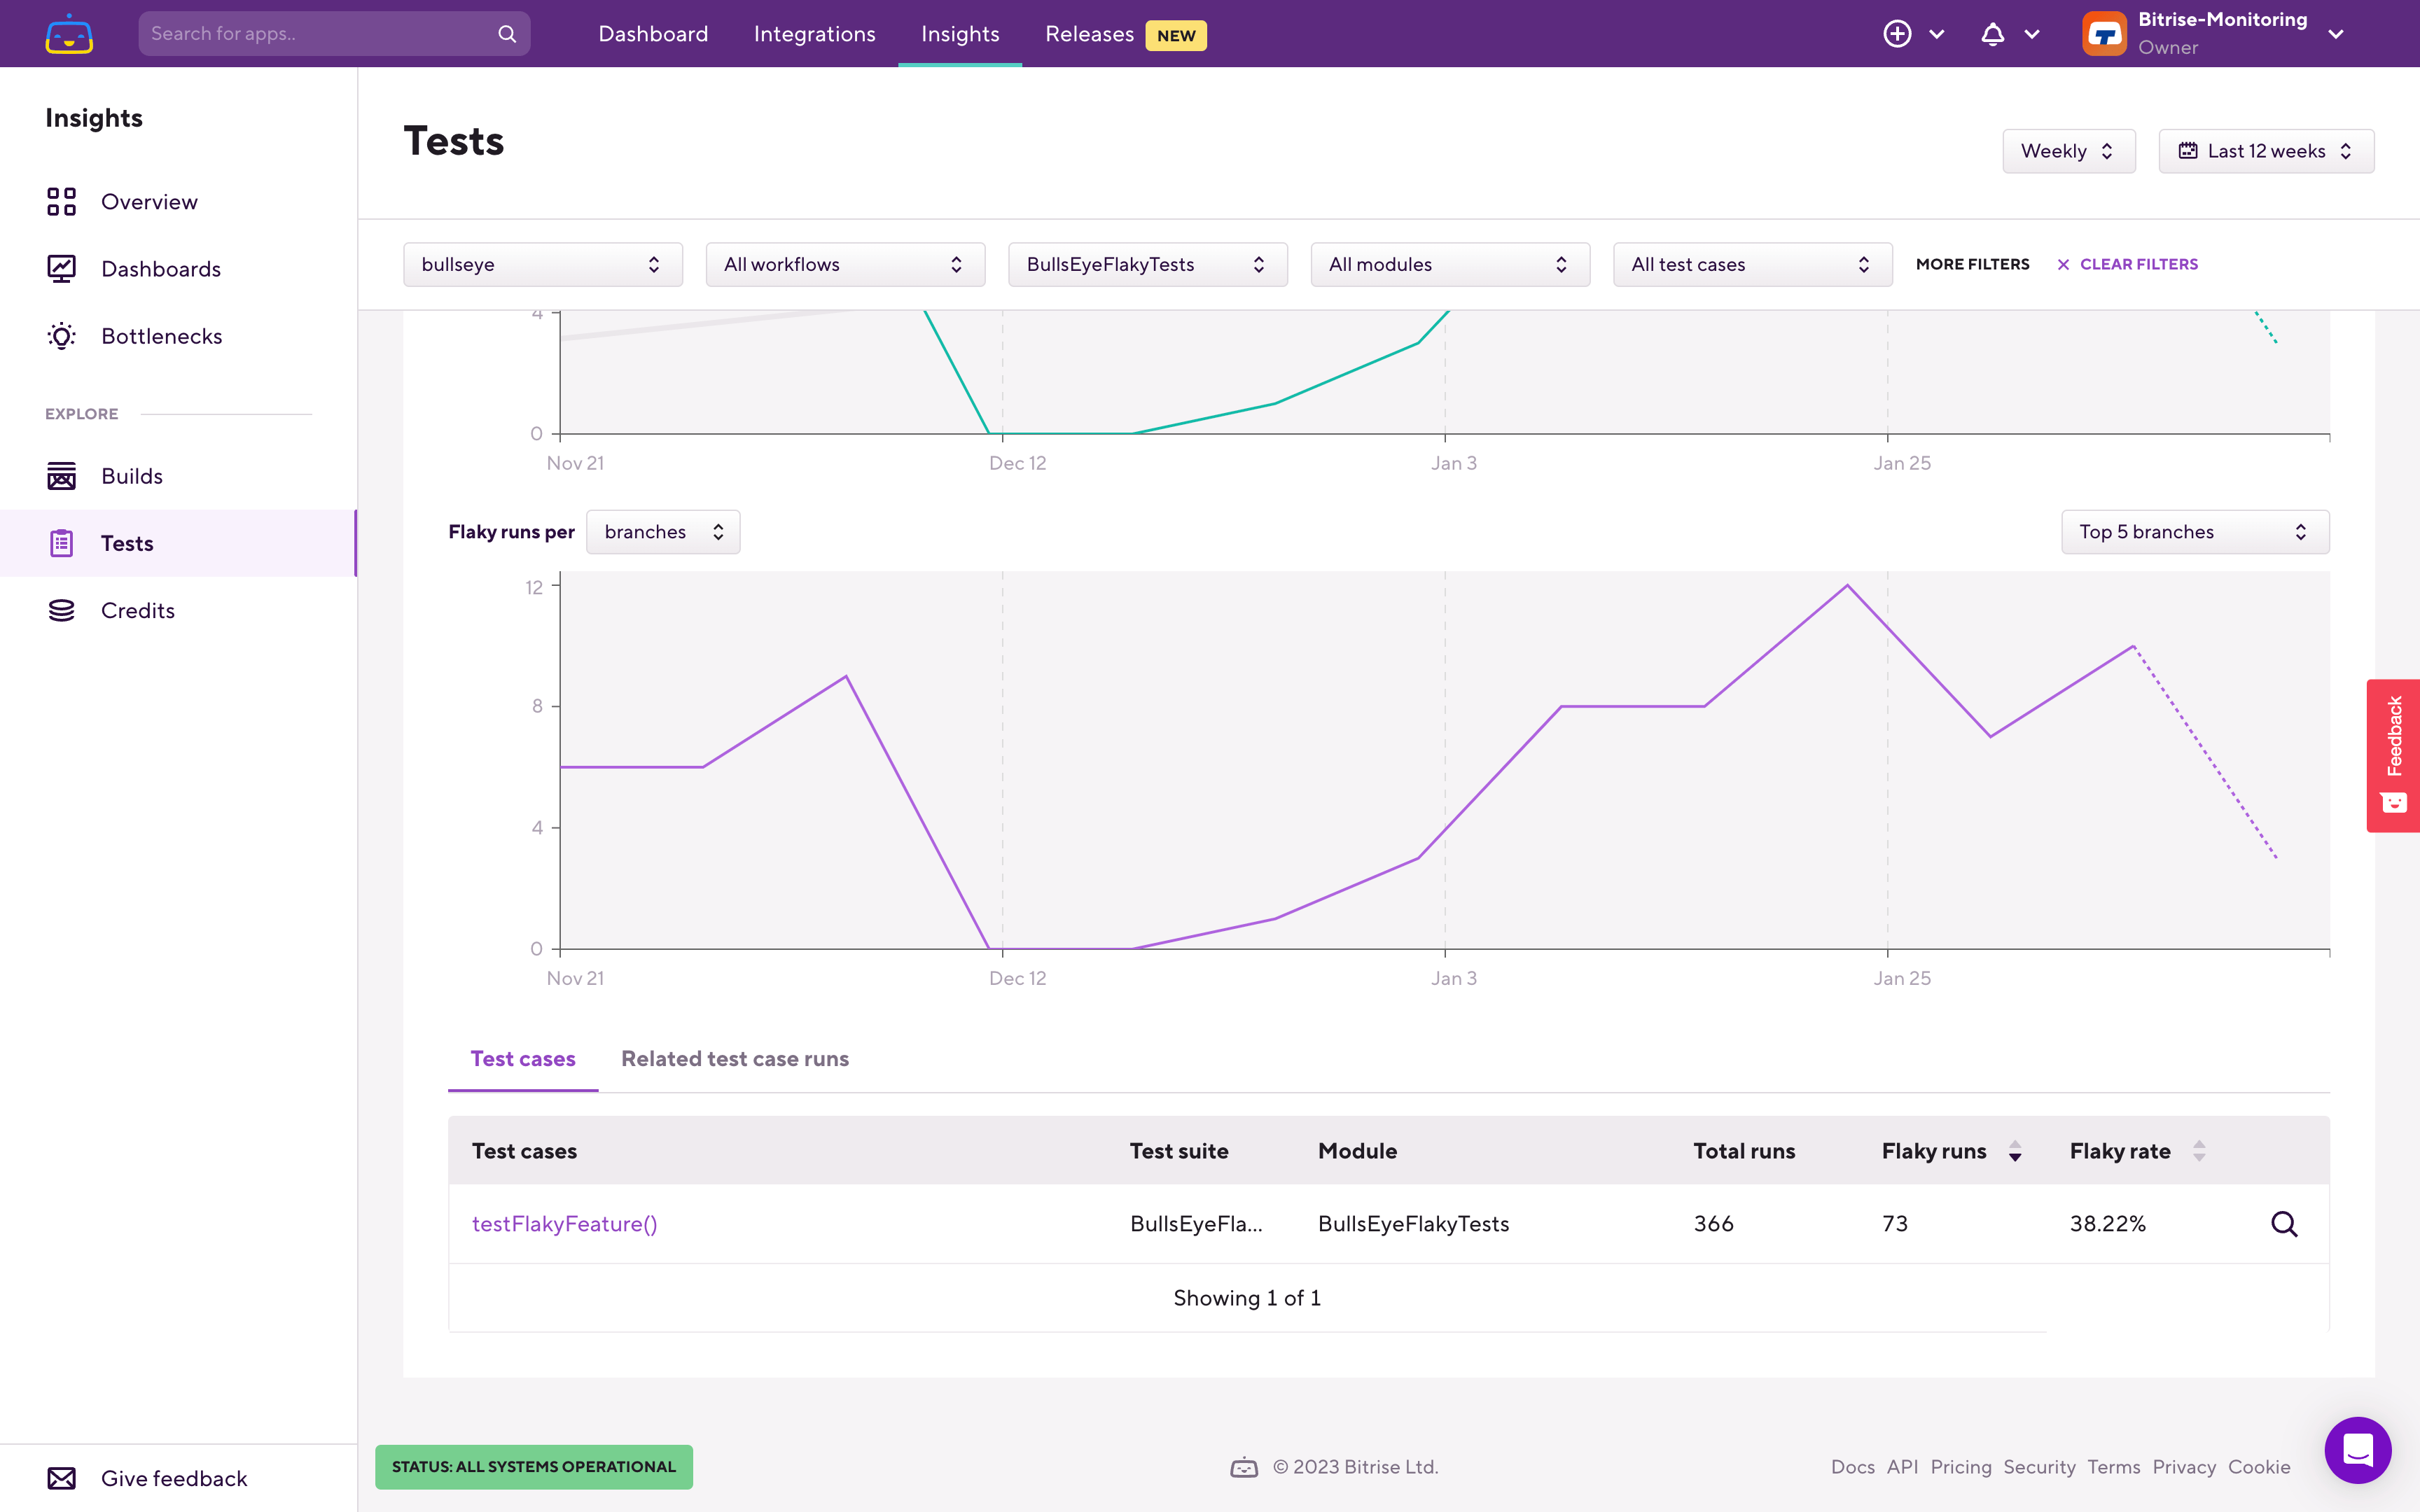 Search for apps..
Dashboard
Integrations
Insights
Releases NEW
Bitrise-Monitoring
Owner
Insights
Overview
Dashboards
Bottlenecks
EXPLORE
Builds
Tests
Credits
Give feedback
Tests
Weekly
Last 12 weeks
bullseye
All workflows
BullsEyeFlakyTests
All modules
All test cases
MORE FILTERS
CLEAR FILTERS
4
0
Nov 21
Dec 12
Jan 3
Jan 25
Flaky runs per branches
Top 5 branches
12
8
4
0
Nov 21
Dec 12
Jan 3
Jan 25
Feedback
Test cases
Related test case runs
Test cases Test suite Module Total runs Flaky runs Flaky rate
testFlakyFeature() BullsEyeFla... BullsEyeFlakyTests 366 73 38.22%
Showing 1 of 1
STATUS: ALL SYSTEMS OPERATIONAL
© 2023 Bitrise Ltd.
Docs API Pricing Security Terms Privacy Cookie